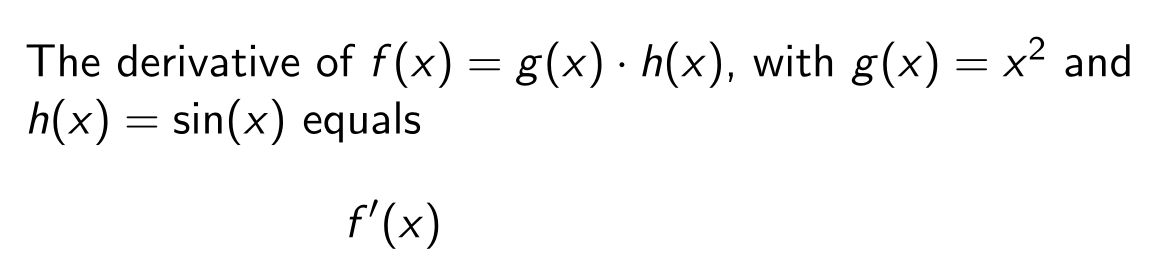 The derivative of f(x) = g(x) · h(x), with g(x) = x² and
h(x) = sin(x) equals
f′(x)